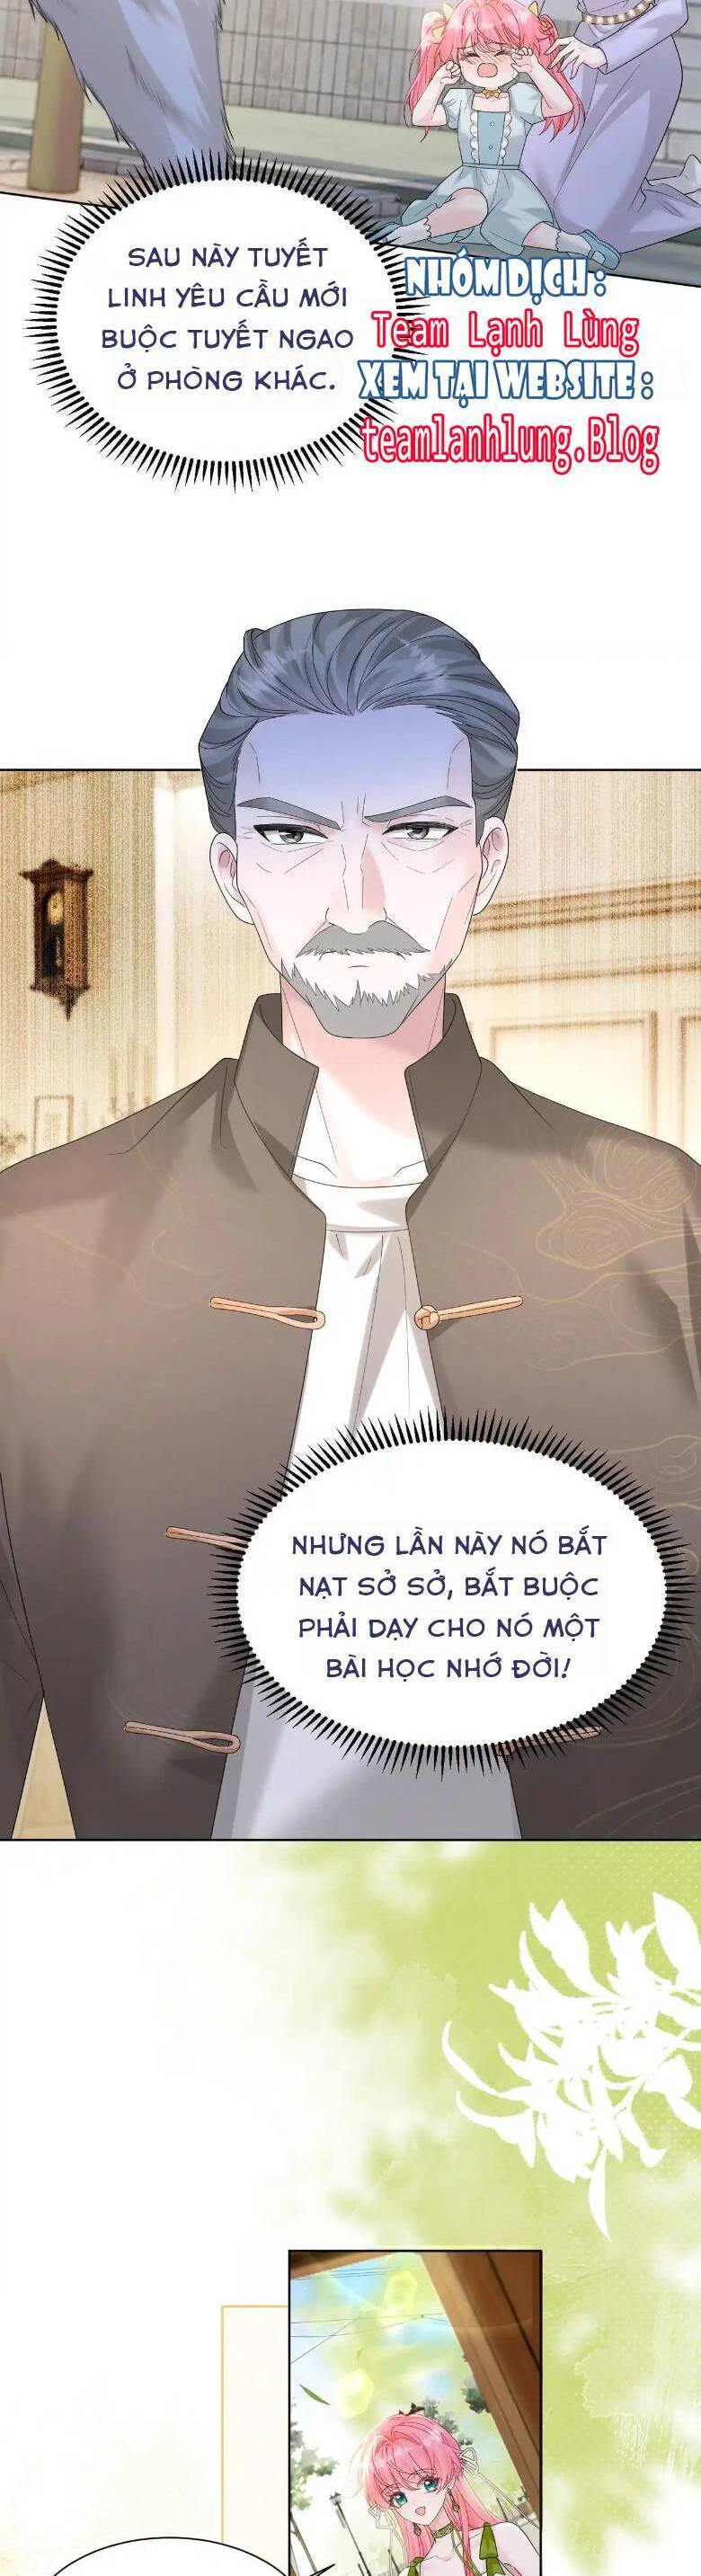 SAU NÀY TUYẾT
LINH YÊU CẦU MỚI
BUỘC TUYẾT NGAO
Ở PHÒNG KHÁC.
NHÓM DỊCH :
Team Lạnh Lùng
XEM TẠI WEBSITE :
teamlanhlung.Blog
NHƯNG LẦN NÀY NÓ BẮT
NẠT SỞ SỞ, BẮT BUỘC
PHẢI DẠY CHO NÓ MỘT
BÀI HỌC NHỚ ĐỜI!